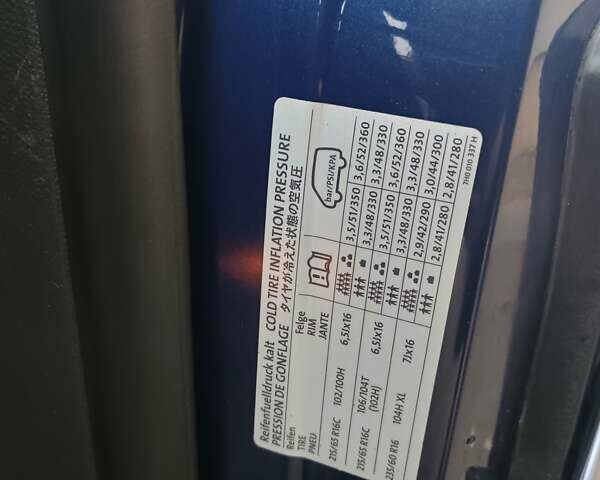 Reifenfuelldruck kalt COLD TIRE INFLATION PRESSURE
PRESSION DE GONFLAGE タイヤが冷えた状態の空気圧
Reifen Felge
TIRE RIM
PNEU JANTE bar/PSI/KPA
215/65 R16C 102/100H 6,5Jx16 3,5/51/350 3,6/52/360
3,3/48/330 3,3/48/330
215/65 R16C 106/104T 6,5Jx16 3,5/51/350 3,6/52/360
(102H) 3,3/48/330 3,3/48/330
235/60 R16 104H XL 7Jx16 2,9/42/290 3,0/44/300
2,8/41/280 2,8/41/280
7H0 010 337 H